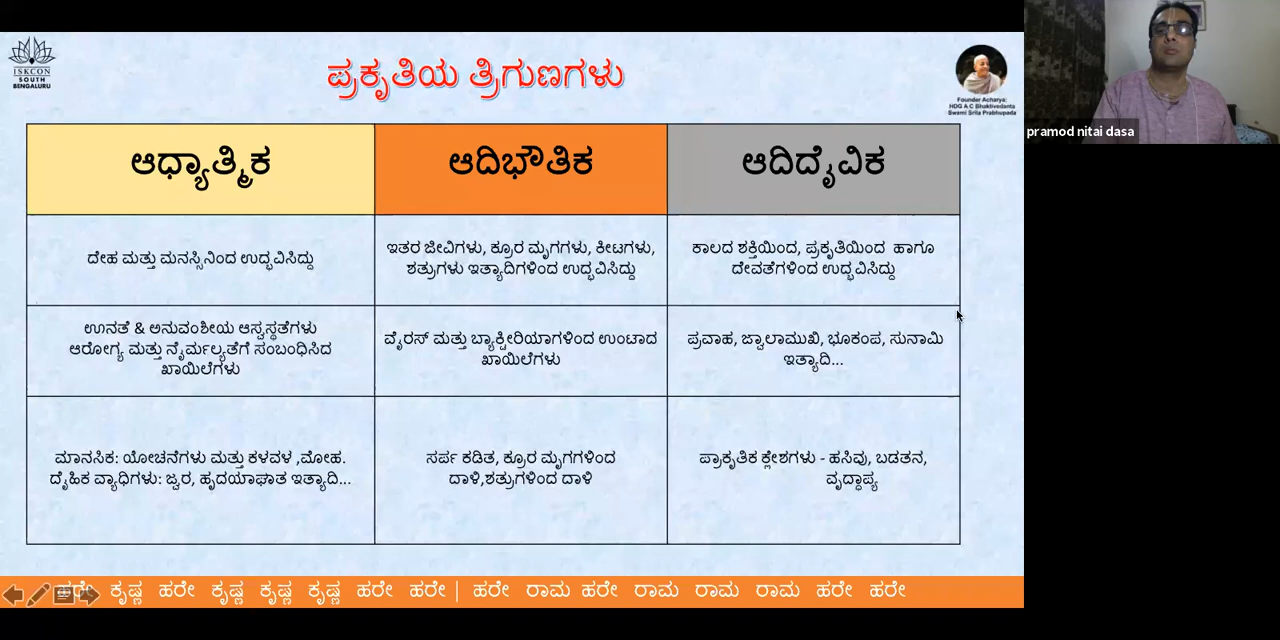 ISKCON
SOUTH
BENGALURU
ಪ್ರಕೃತಿಯ ತ್ರಿಗುಣಗಳು
Founder Acharya:
HDG A C Bhaktivedanta
Swami Srila Prabhupada
pramod nitai dasa
ಆಧ್ಯಾತ್ಮಿಕ
ಆದಿಭೌತಿಕ
ಆದಿದೈವಿಕ
ದೇಹ ಮತ್ತು ಮನಸ್ಸಿನಿಂದ ಉದ್ಭವಿಸಿದ್ದು
ಇತರ ಜೀವಿಗಳು, ಕ್ರೂರ ಮೃಗಗಳು, ಕೀಟಗಳು,
ಶತ್ರುಗಳು ಇತ್ಯಾದಿಗಳಿಂದ ಉದ್ಭವಿಸಿದ್ದು
ಕಾಲದ ಶಕ್ತಿಯಿಂದ, ಪ್ರಕೃತಿಯಿಂದ ಹಾಗೂ
ದೇವತೆಗಳಿಂದ ಉದ್ಭವಿಸಿದ್ದು
ಊನತೆ & ಅನುವಂಶೀಯ ಆಸ್ವಸ್ಥತೆಗಳು
ಆರೋಗ್ಯ ಮತ್ತು ನೈರ್ಮಲ್ಯತೆಗೆ ಸಂಬಂಧಿಸಿದ
ಖಾಯಿಲೆಗಳು
ವೈರಸ್ ಮತ್ತು ಬ್ಯಾಕ್ಟೀರಿಯಾಗಳಿಂದ ಉಂಟಾದ
ಖಾಯಿಲೆಗಳು
ಪ್ರವಾಹ, ಜ್ವಾಲಾಮುಖಿ, ಭೂಕಂಪ, ಸುನಾಮಿ
ಇತ್ಯಾದಿ...
ಮಾನಸಿಕ: ಯೋಚನೆಗಳು ಮತ್ತು ಕಳವಳ ,ಮೋಹ.
ದೈಹಿಕ ವ್ಯಾಧಿಗಳು: ಜ್ವರ, ಹೃದಯಾಘಾತ ಇತ್ಯಾದಿ...
ಸರ್ಪ ಕಡಿತ, ಕ್ರೂರ ಮೃಗಗಳಿಂದ
ದಾಳಿ,ಶತ್ರುಗಳಿಂದ ದಾಳಿ
ಪ್ರಾಕೃತಿಕ ಕ್ಲೇಶಗಳು - ಹಸಿವು, ಬಡತನ,
ವೃದ್ಧಾಪ್ಯ
ಹರೇ ಕೃಷ್ಣ ಹರೇ ಕೃಷ್ಣ ಕೃಷ್ಣ ಕೃಷ್ಣ ಹರೇ ಹರೇ | ಹರೇ ರಾಮ ಹರೇ ರಾಮ ರಾಮ ರಾಮ ಹರೇ ಹರೇ